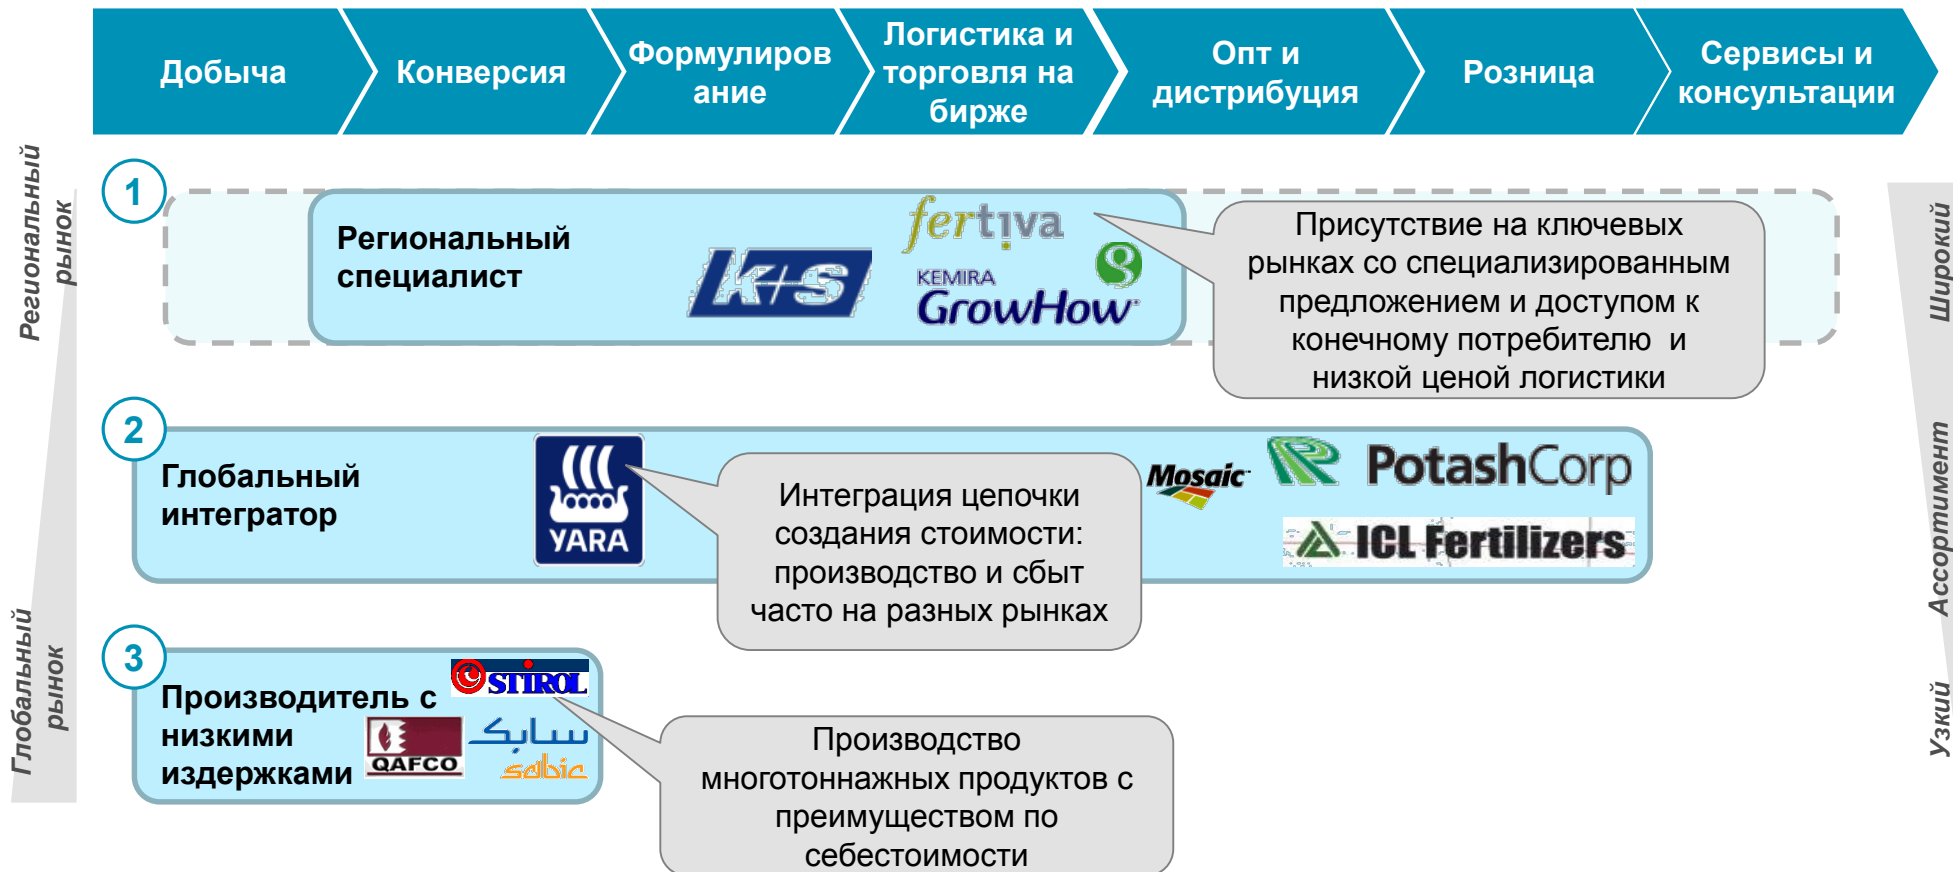 Добыча
Конверсия
Формулиров
ание
Логистика и
торговля на
бирже
Опт и
дистрибуция
Розница
Сервисы и
консультации
Региональный
рынок
1
Региональный
специалист
K+S
fertiva
KEMIRA
GrowHow
Присутствие на ключевых
рынках со специализированным
предложением и доступом к
конечному потребителю и
низкой ценой логистики
Широкий
2
Глобальный
интегратор
YARA
Интеграция цепочки
создания стоимости:
производство и сбыт
часто на разных рынках
Mosaic
PotashCorp
ICL Fertilizers
Ассортимент
Глобальный
рынок
3
Производитель с
низкими
издержками
STIROL
QAFCO
سابك
sabic
Производство
многотоннажных продуктов с
преимуществом по
себестоимости
Узкий